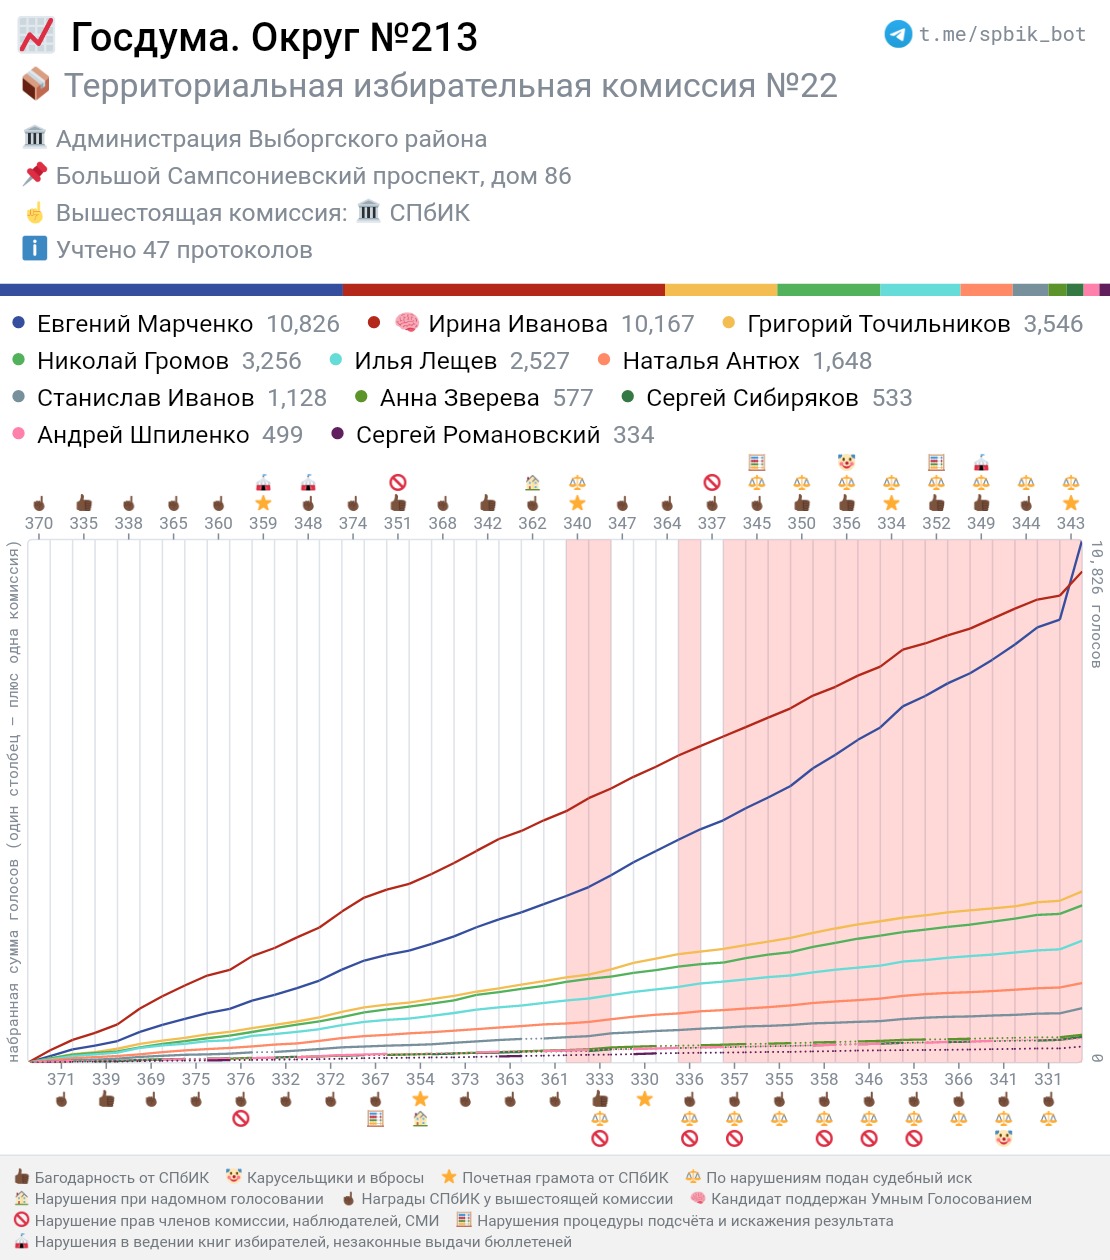 Госдума. Округ №213
t.me/spbik_bot
Территориальная избирательная комиссия №22
Администрация Выборгского района
Большой Сампсониевский проспект, дом 86
Вышестоящая комиссия: СПбИК
Учтено 47 протоколов
Евгений Марченко 10,826 Ирина Иванова 10,167 Григорий Точильников 3,546
Николай Громов 3,256 Илья Лещев 2,527 Наталья Антюх 1,648
Станислав Иванов 1,128 Анна Зверева 577 Сергей Сибиряков 533
Андрей Шпиленко 499 Сергей Романовский 334
370 335 338 365 360 359 348 374 351 368 342 362 340 347 364 337 345 350 356 334 352 349 344 343
набранная сумма голосов (один столбец – плюс одна комиссия)
10,826 голосов
0
371 339 369 375 376 332 372 367 354 373 363 361 333 330 336 357 355 358 346 353 366 341 331
Багодарность от СПбИК Карусельщики и вбросы Почетная грамота от СПбИК По нарушениям подан судебный иск
Нарушения при надомном голосовании Награды СПбИК у вышестоящей комиссии Кандидат поддержан Умным Голосованием
Нарушение прав членов комиссии, наблюдателей, СМИ Нарушения процедуры подсчёта и искажения результата
Нарушения в ведении книг избирателей, незаконные выдачи бюллетеней